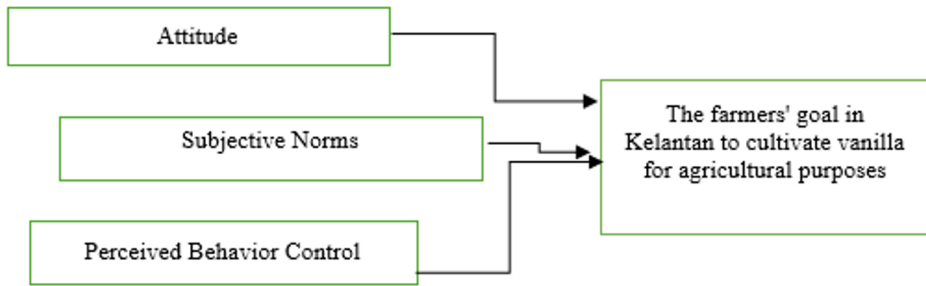 Attitude
Subjective Norms
Perceived Behavior Control
The farmers' goal in
Kelantan to cultivate vanilla
for agricultural purposes